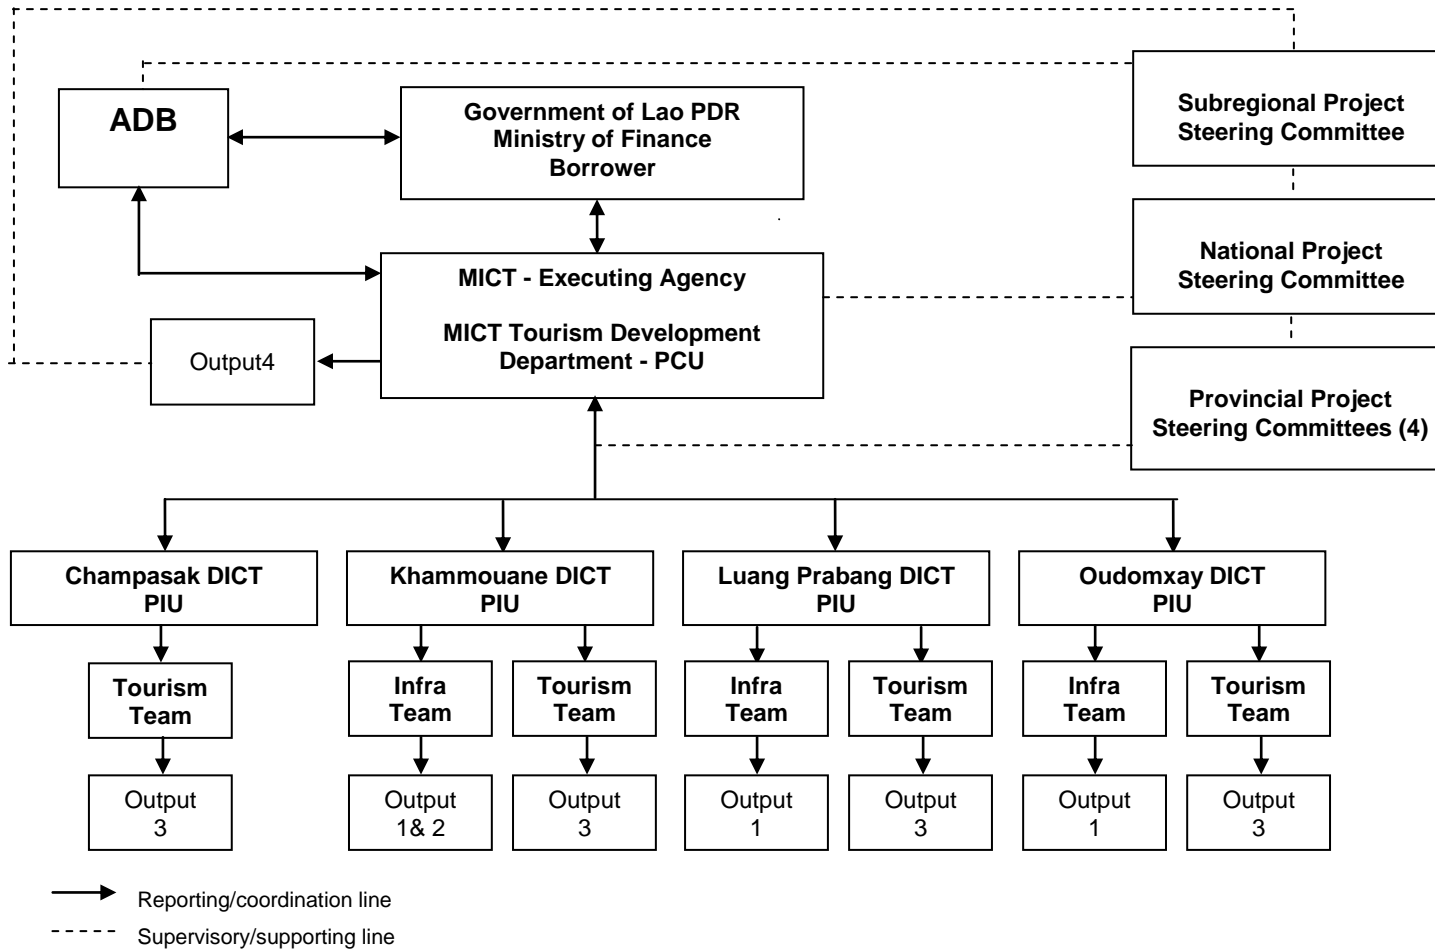 ADB
Government of Lao PDR
Ministry of Finance
Borrower
Subregional Project
Steering Committee
National Project
Steering Committee
MICT - Executing Agency
MICT Tourism Development
Department - PCU
Output4
Provincial Project
Steering Committees (4)
Champasak DICT
PIU
Khammouane DICT
PIU
Luang Prabang DICT
PIU
Oudomxay DICT
PIU
Tourism
Team
Infra
Team
Tourism
Team
Infra
Team
Tourism
Team
Infra
Team
Tourism
Team
Output
3
Output
1& 2
Output
3
Output
1
Output
3
Output
1
Output
3
Reporting/coordination line
Supervisory/supporting line